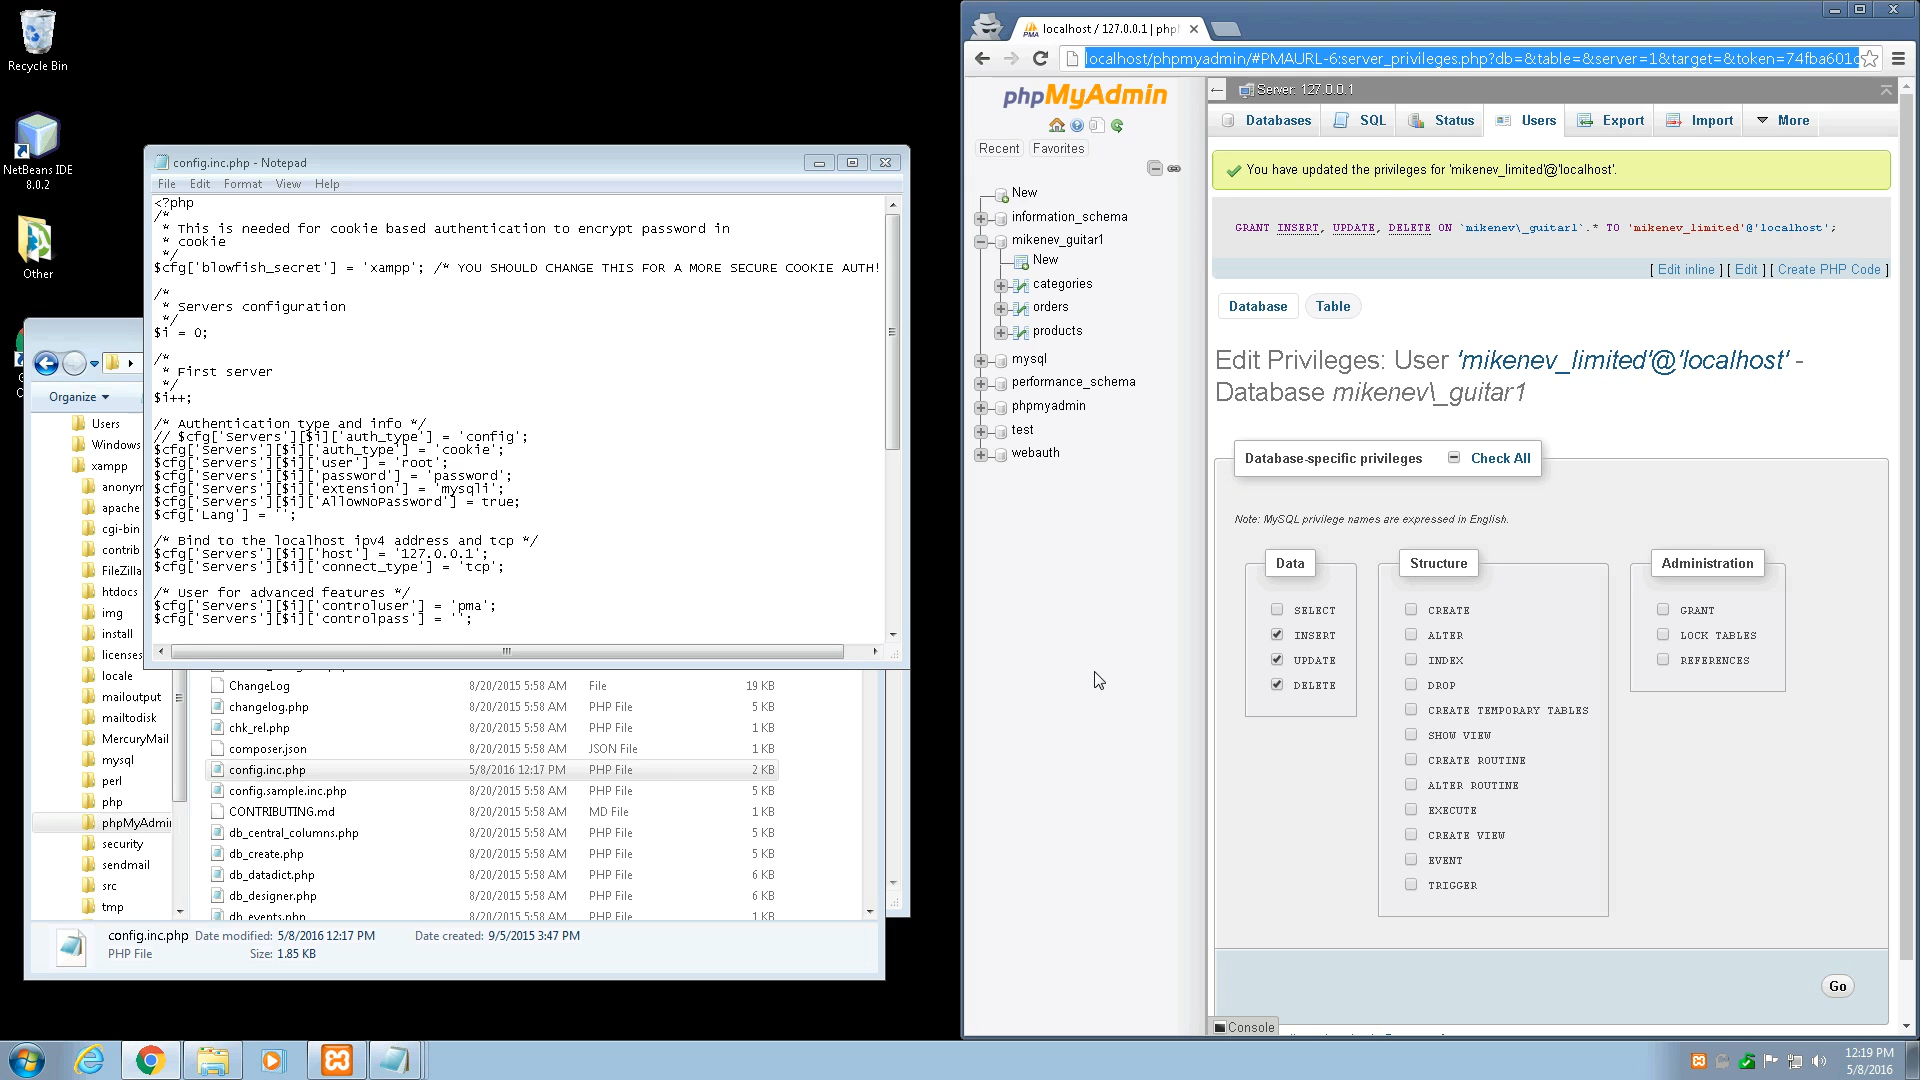 Recycle Bin
NetBeans IDE
8.0.2
Other
config.inc.php - Notepad
File Edit Format View Help
<?php
/*
 * This is needed for cookie based authentication to encrypt password in
 * cookie
 */
$cfg['blowfish_secret'] = 'xampp'; /* YOU SHOULD CHANGE THIS FOR A MORE SECURE COOKIE AUTH!
/*
 * Servers configuration
 */
$i = 0;
/*
 * First server
 */
$i++;
/* Authentication type and info */
// $cfg['Servers'][$i]['auth_type'] = 'config';
$cfg['Servers'][$i]['auth_type'] = 'cookie';
$cfg['Servers'][$i]['user'] = 'root';
$cfg['Servers'][$i]['password'] = 'password';
$cfg['Servers'][$i]['extension'] = 'mysqli';
$cfg['Servers'][$i]['AllowNoPassword'] = true;
$cfg['Lang'] = '';
/* Bind to the localhost ipv4 address and tcp */
$cfg['Servers'][$i]['host'] = '127.0.0.1';
$cfg['Servers'][$i]['connect_type'] = 'tcp';
/* User for advanced features */
$cfg['Servers'][$i]['controluser'] = 'pma';
$cfg['Servers'][$i]['controlpass'] = '';
Organize
Users
Windows
xampp
anonym
apache
cgi-bin
contrib
FileZilla
htdocs
img
install
licenses
locale
mailoutput
mailtodisk
MercuryMail
mysql
perl
php
phpMyAdmin
security
sendmail
src
tmp
ChangeLog 8/20/2015 5:58 AM File 19 KB
changelog.php 8/20/2015 5:58 AM PHP File 5 KB
chk_rel.php 8/20/2015 5:58 AM PHP File 1 KB
composer.json 8/20/2015 5:58 AM JSON File 1 KB
config.inc.php 5/8/2016 12:17 PM PHP File 2 KB
config.sample.inc.php 8/20/2015 5:58 AM PHP File 5 KB
CONTRIBUTING.md 8/20/2015 5:58 AM MD File 1 KB
db_central_columns.php 8/20/2015 5:58 AM PHP File 5 KB
db_create.php 8/20/2015 5:58 AM PHP File 5 KB
db_datadict.php 8/20/2015 5:58 AM PHP File 6 KB
db_designer.php 8/20/2015 5:58 AM PHP File 6 KB
db_events.php 8/20/2015 5:58 AM PHP File 1 KB
config.inc.php Date modified: 5/8/2016 12:17 PM Date created: 9/5/2015 3:47 PM
PHP File Size: 1.85 KB
localhost / 127.0.0.1 | php
localhost/phpmyadmin/#PMAURL-6:server_privileges.php?db=&table=&server=1&target=&token=74fba601c
phpMyAdmin
Recent Favorites
New
information_schema
mikenev_guitar1
New
categories
orders
products
mysql
performance_schema
phpmyadmin
test
webauth
Server: 127.0.0.1
Databases SQL Status Users Export Import More
You have updated the privileges for 'mikenev_limited'@'localhost'.
GRANT INSERT, UPDATE, DELETE ON `mikenev\_guitar1`.* TO 'mikenev_limited'@'localhost';
[ Edit inline ] [ Edit ] [ Create PHP Code ]
Database Table
Edit Privileges: User 'mikenev_limited'@'localhost' -
Database mikenev\_guitar1
Database-specific privileges Check All
Note: MySQL privilege names are expressed in English.
Data
SELECT
INSERT
UPDATE
DELETE
Structure
CREATE
ALTER
INDEX
DROP
CREATE TEMPORARY TABLES
SHOW VIEW
CREATE ROUTINE
ALTER ROUTINE
EXECUTE
CREATE VIEW
EVENT
TRIGGER
Administration
GRANT
LOCK TABLES
REFERENCES
Go
Console
12:19 PM
5/8/2016